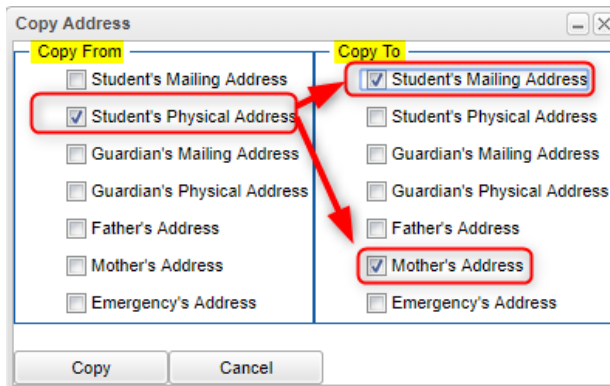 Copy Address
Copy From
Student's Mailing Address
Student's Physical Address
Guardian's Mailing Address
Guardian's Physical Address
Father's Address
Mother's Address
Emergency's Address
Copy To
Student's Mailing Address
Student's Physical Address
Guardian's Mailing Address
Guardian's Physical Address
Father's Address
Mother's Address
Emergency's Address
Copy
Cancel